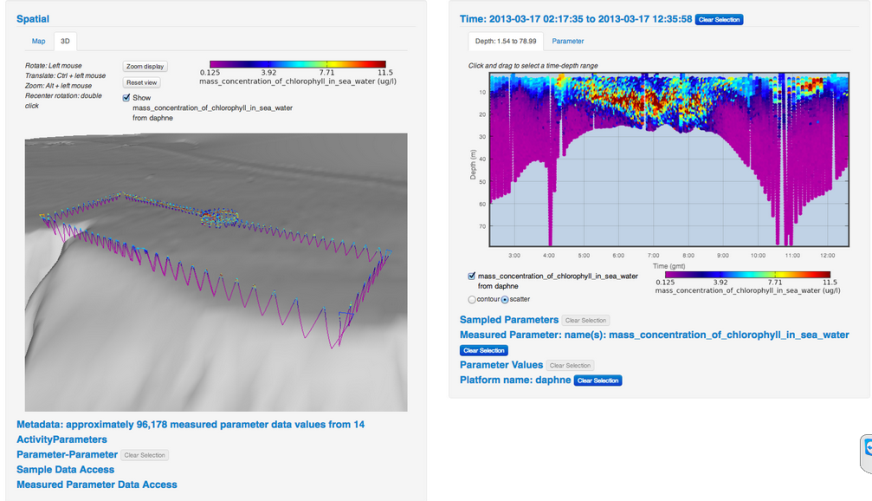 Spatial
Map
3D
Rotate: Left mouse
Translate: Ctrl + left mouse
Zoom: Alt + left mouse
Recenter rotation: double
click
Zoom display
Reset view
Show
mass_concentration_of_chlorophyll_in_sea_water
from daphne
0.125 3.92 7.71 11.5
mass_concentration_of_chlorophyll_in_sea_water (ug/l)
Metadata: approximately 96,178 measured parameter data values from 14
ActivityParameters
Parameter-Parameter Clear Selection
Sample Data Access
Measured Parameter Data Access
Time: 2013-03-17 02:17:35 to 2013-03-17 12:35:58 Clear Selection
Depth: 1.54 to 78.99
Parameter
Click and drag to select a time-depth range
Depth (m)
10
20
30
40
50
60
70
3:00 4:00 5:00 6:00 7:00 8:00 9:00 10:00 11:00 12:00
Time (gmt)
mass_concentration_of_chlorophyll_in_sea_water
from daphne
contour scatter
0.125 3.92 7.71 11.5
mass_concentration_of_chlorophyll_in_sea_water (ug/l)
Sampled Parameters Clear Selection
Measured Parameter: name(s): mass_concentration_of_chlorophyll_in_sea_water
Clear Selection
Parameter Values Clear Selection
Platform name: daphne Clear Selection